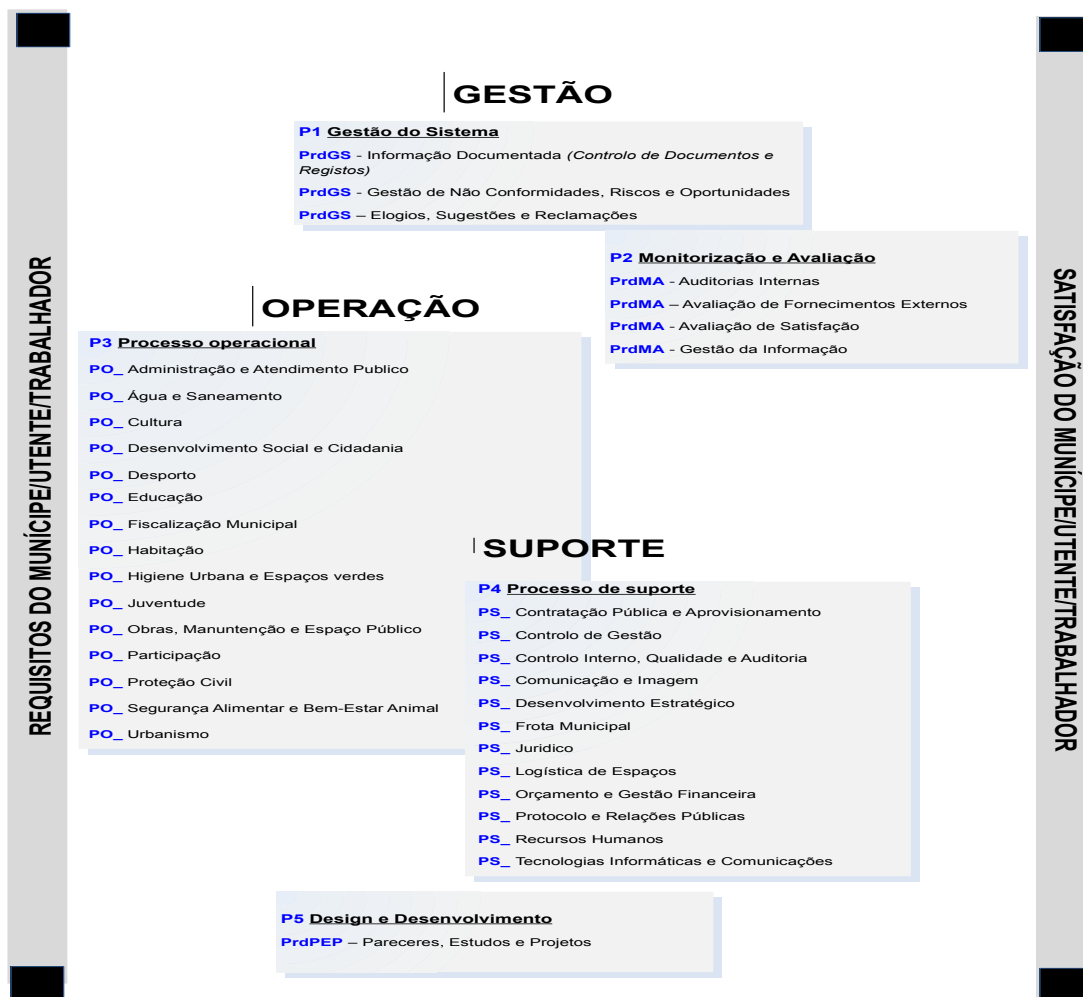 REQUISITOS DO MUNÍCIPE/UTENTE/TRABALHADOR
GESTÃO
P1 Gestão do Sistema
PrdGS - Informação Documentada (Controlo de Documentos e
Registos)
PrdGS - Gestão de Não Conformidades, Riscos e Oportunidades
PrdGS – Elogios, Sugestões e Reclamações
P2 Monitorização e Avaliação
PrdMA - Auditorias Internas
PrdMA – Avaliação de Fornecimentos Externos
PrdMA - Avaliação de Satisfação
PrdMA - Gestão da Informação
OPERAÇÃO
P3 Processo operacional
PO_ Administração e Atendimento Publico
PO_ Água e Saneamento
PO_ Cultura
PO_ Desenvolvimento Social e Cidadania
PO_ Desporto
PO_ Educação
PO_ Fiscalização Municipal
PO_ Habitação
PO_ Higiene Urbana e Espaços verdes
PO_ Juventude
PO_ Obras, Manuntenção e Espaço Público
PO_ Participação
PO_ Proteção Civil
PO_ Segurança Alimentar e Bem-Estar Animal
PO_ Urbanismo
SUPORTE
P4 Processo de suporte
PS_ Contratação Pública e Aprovisionamento
PS_ Controlo de Gestão
PS_ Controlo Interno, Qualidade e Auditoria
PS_ Comunicação e Imagem
PS_ Desenvolvimento Estratégico
PS_ Frota Municipal
PS_ Juridico
PS_ Logística de Espaços
PS_ Orçamento e Gestão Financeira
PS_ Protocolo e Relações Públicas
PS_ Recursos Humanos
PS_ Tecnologias Informáticas e Comunicações
P5 Design e Desenvolvimento
PrdPEP – Pareceres, Estudos e Projetos
SATISFAÇÃO DO MUNÍCIPE/UTENTE/TRABALHADOR